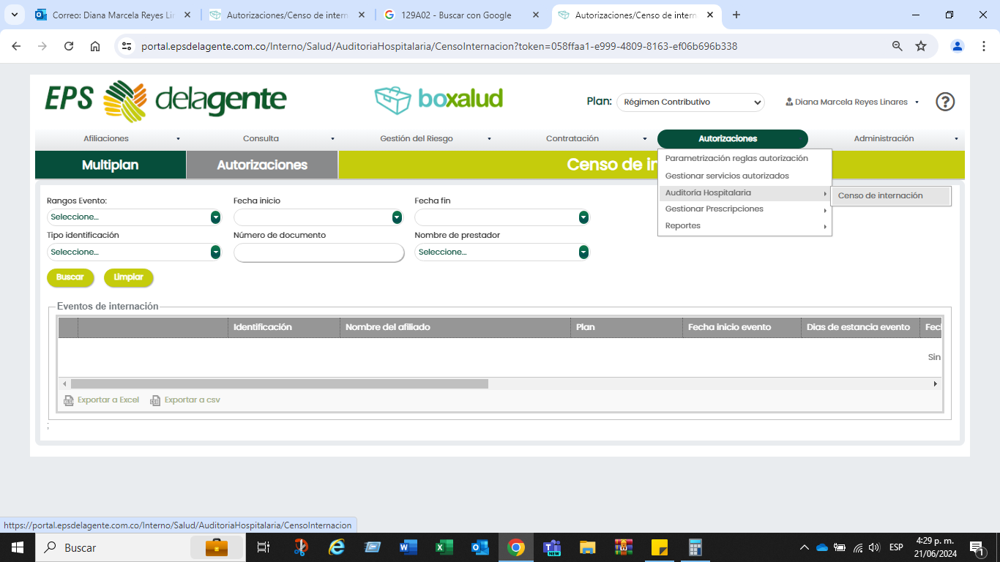 Correo: Diana Marcela Reyes Lir
Autorizaciones/Censo de intern
129A02 - Buscar con Google
Autorizaciones/Censo de intern
portal.epsdelagente.com.co/Interno/Salud/AuditoriaHospitalaria/CensoInternacion?token=058ffaa1-e999-4809-8163-ef06b696b338
EPS delagente
boxalud
Plan: Régimen Contributivo
Diana Marcela Reyes Linares
?
Afiliaciones Consulta Gestión del Riesgo Contratación Autorizaciones Administración
Multiplan Autorizaciones Censo de in
Parametrización reglas autorización
Gestionar servicios autorizados
Auditoría Hospitalaria
Censo de internación
Gestionar Prescripciones
Reportes
Rangos Evento: Fecha inicio Fecha fin
Seleccione...
Tipo identificación Número de documento Nombre de prestador
Seleccione... Seleccione...
Buscar Limpiar
Eventos de internación
Identificación Nombre del afiliado Plan Fecha inicio evento Dias de estancia evento Fec
Sin
Exportar a Excel Exportar a csv
;
https://portal.epsdelagente.com.co/Interno/Salud/AuditoriaHospitalaria/CensoInternacion
Buscar
NEW
ESP
4:29 p. m.
21/06/2024
1